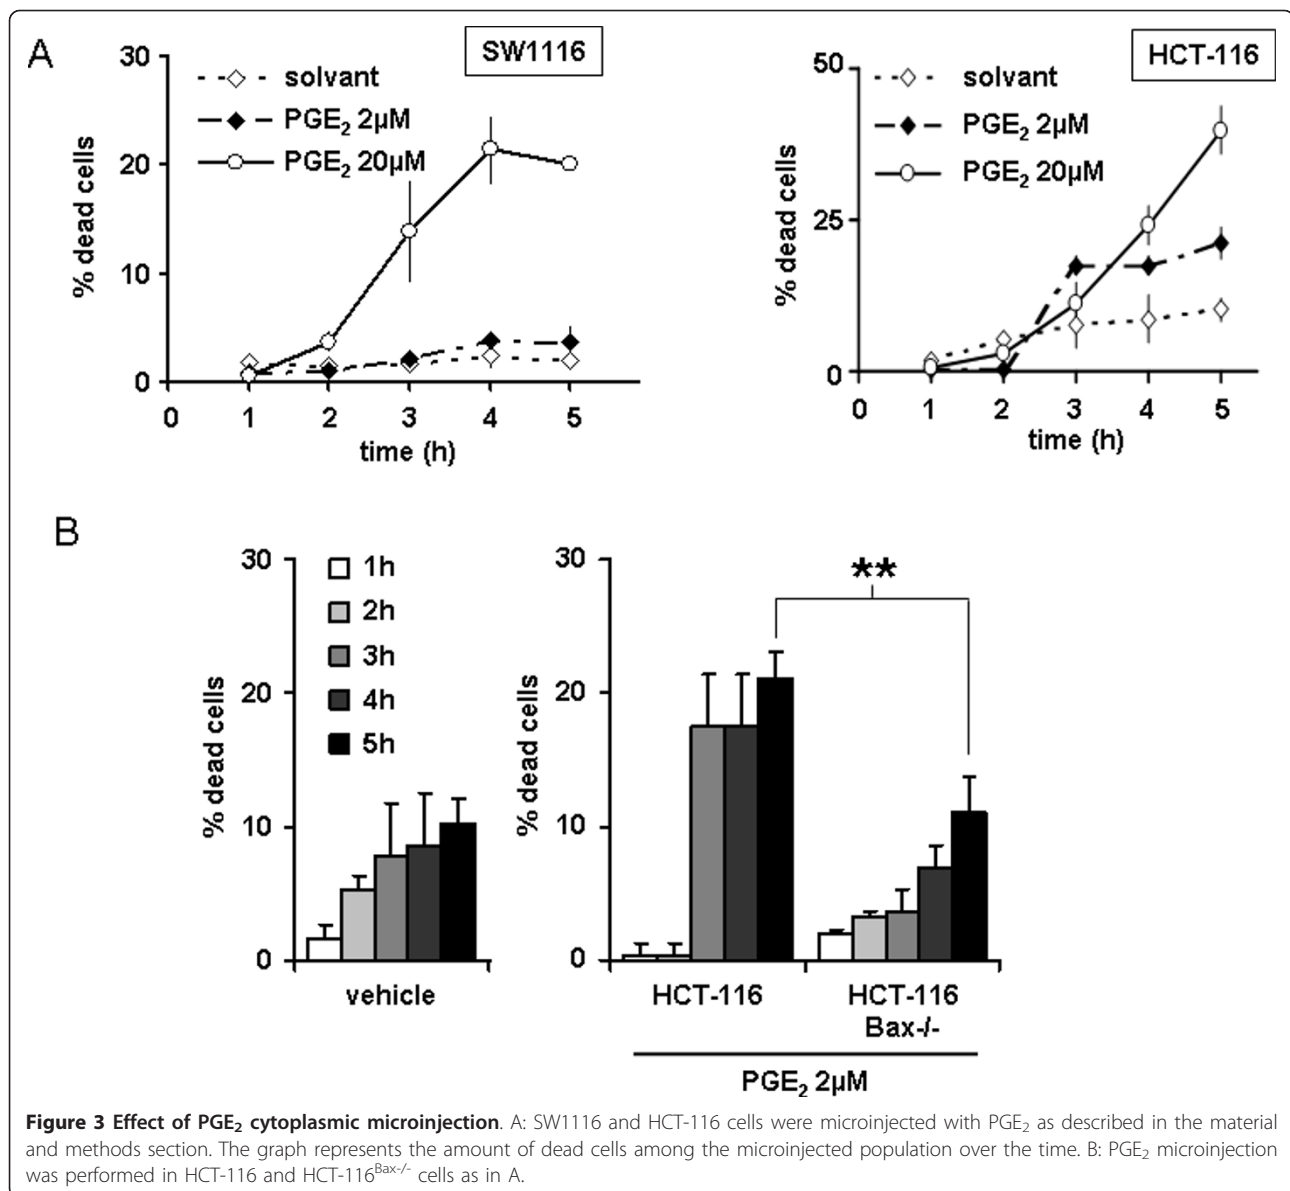 A
SW1116
solvant
PGE₂ 2µM
PGE₂ 20µM
% dead cells
30
20
10
0
0 1 2 3 4 5
time (h)
HCT-116
solvant
PGE₂ 2µM
PGE₂ 20µM
% dead cells
50
25
0
0 1 2 3 4 5
time (h)
B
% dead cells
30
20
10
0
1h
2h
3h
4h
5h
vehicle
% dead cells
30
20
10
0
**
HCT-116
HCT-116
Bax-/-
PGE₂ 2µM
Figure 3 Effect of PGE₂ cytoplasmic microinjection. A: SW1116 and HCT-116 cells were microinjected with PGE₂ as described in the material
and methods section. The graph represents the amount of dead cells among the microinjected population over the time. B: PGE₂ microinjection
was performed in HCT-116 and HCT-116Bax-/- cells as in A.